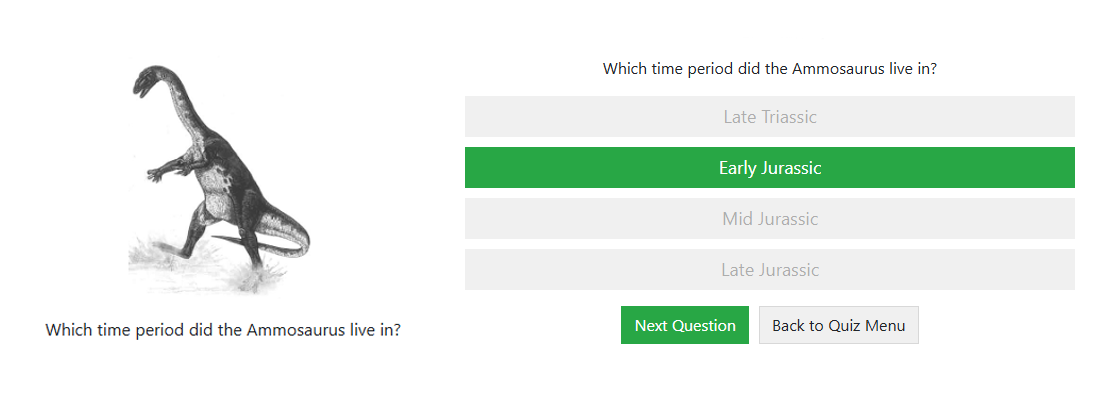 Which time period did the Ammosaurus live in?
Which time period did the Ammosaurus live in?
Late Triassic
Early Jurassic
Mid Jurassic
Late Jurassic
Next Question
Back to Quiz Menu